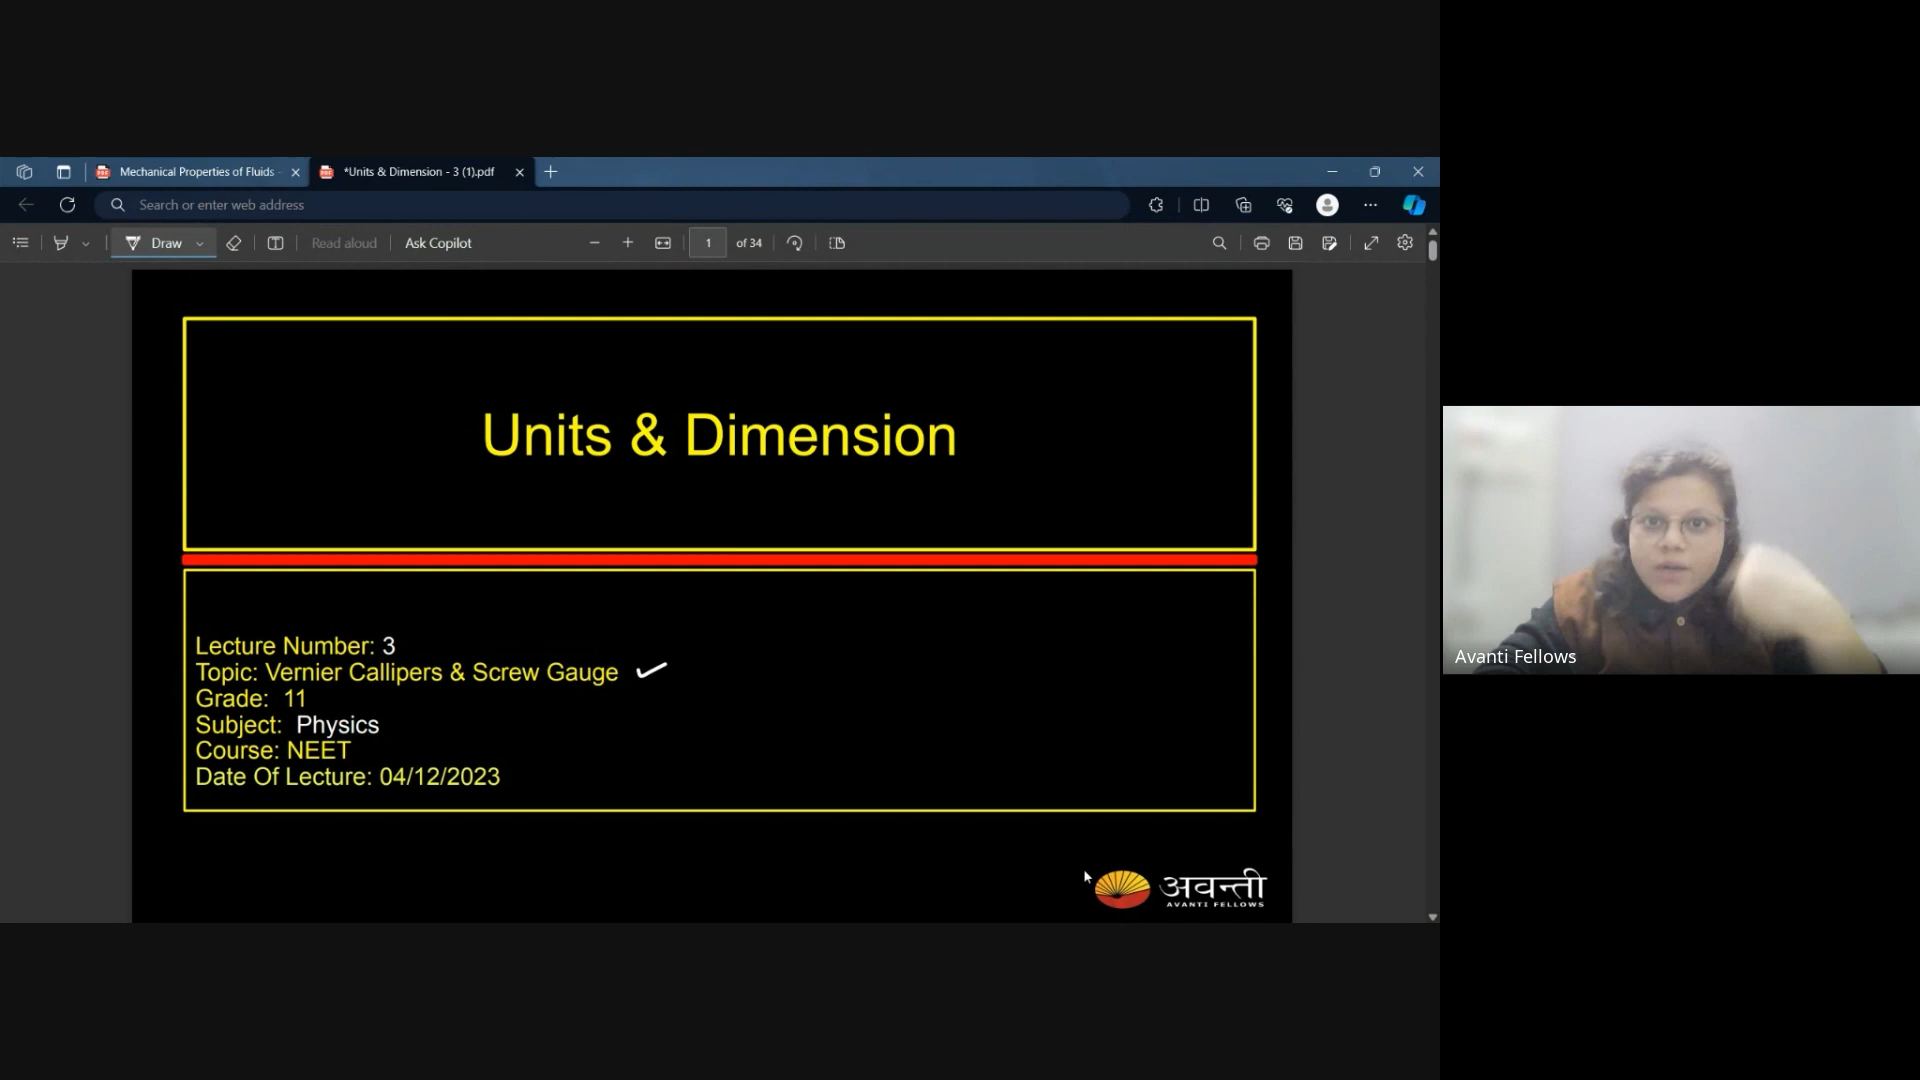 Mechanical Properties of Fluids -
*Units & Dimension - 3 (1).pdf
Search or enter web address
Draw
Read aloud
Ask Copilot
1 of 34
Units & Dimension
Lecture Number: 3
Topic: Vernier Callipers & Screw Gauge
Grade: 11
Subject: Physics
Course: NEET
Date Of Lecture: 04/12/2023
अवन्ती
AVANTI FELLOWS
Avanti Fellows